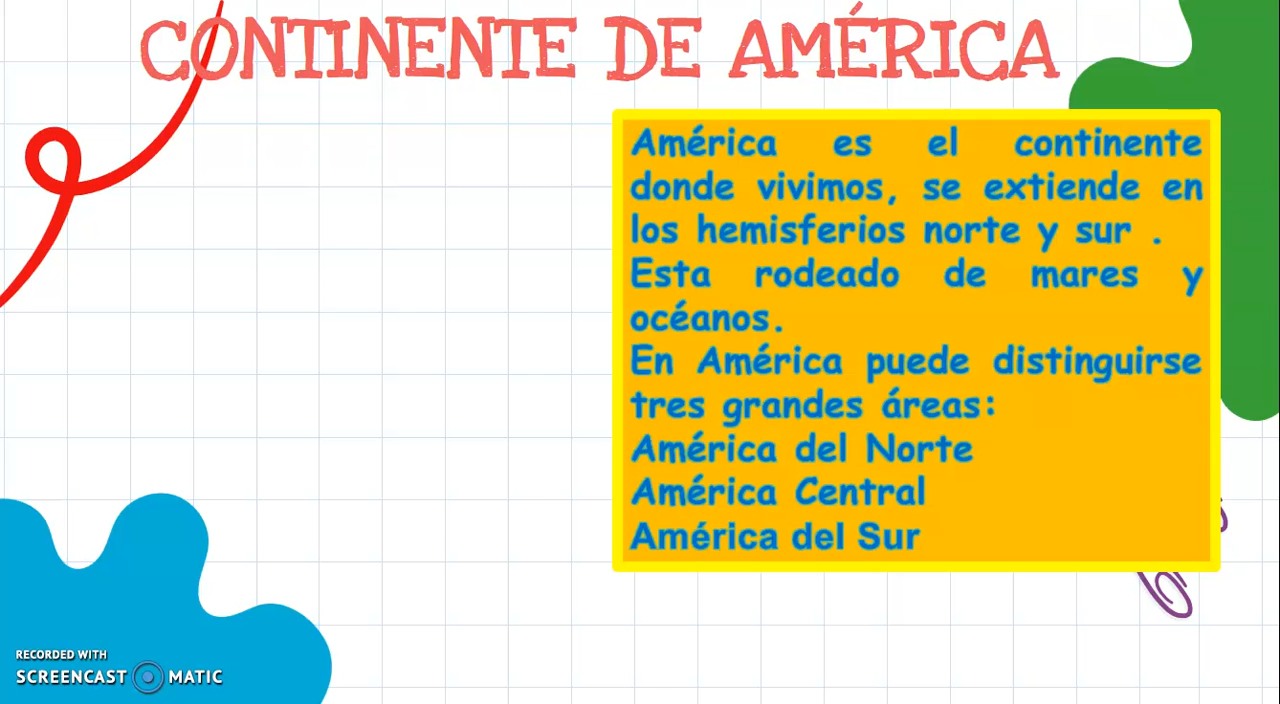 CONTINENTE DE AMÉRICA
América es el continente
donde vivimos, se extiende en
los hemisferios norte y sur .
Esta rodeado de mares y
océanos.
En América puede distinguirse
tres grandes áreas:
América del Norte
América Central
América del Sur
RECORDED WITH
SCREENCAST MATIC